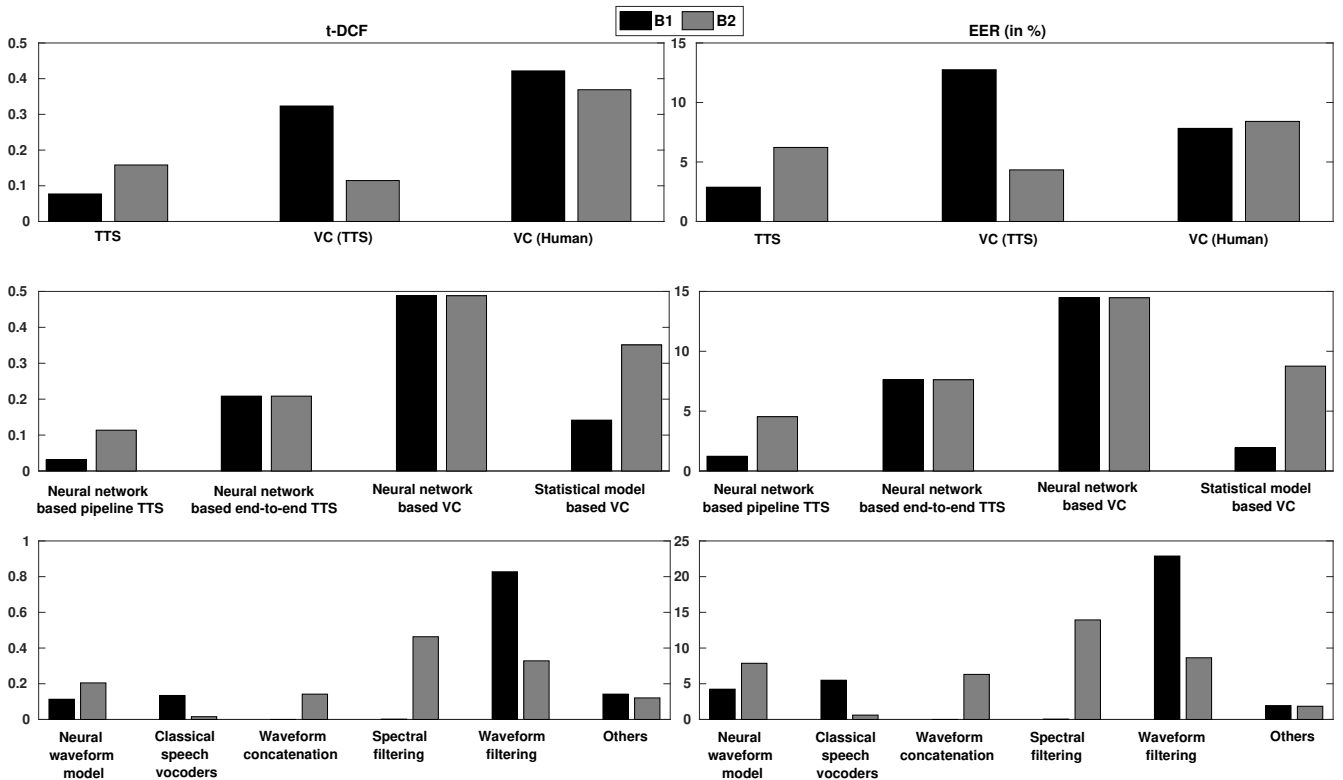 B1 B2
t-DCF
EER (in %)
0.5
0.4
0.3
0.2
0.1
0
TTS
VC (TTS)
VC (Human)
15
10
5
0
TTS
VC (TTS)
VC (Human)
0.5
0.4
0.3
0.2
0.1
0
Neural network
based pipeline TTS
Neural network
based end-to-end TTS
Neural network
based VC
Statistical model
based VC
15
10
5
0
Neural network
based pipeline TTS
Neural network
based end-to-end TTS
Neural network
based VC
Statistical model
based VC
1
0.8
0.6
0.4
0.2
0
Neural
waveform
model
Classical
speech
vocoders
Waveform
concatenation
Spectral
filtering
Waveform
filtering
Others
25
20
15
10
5
0
Neural
waveform
model
Classical
speech
vocoders
Waveform
concatenation
Spectral
filtering
Waveform
filtering
Others